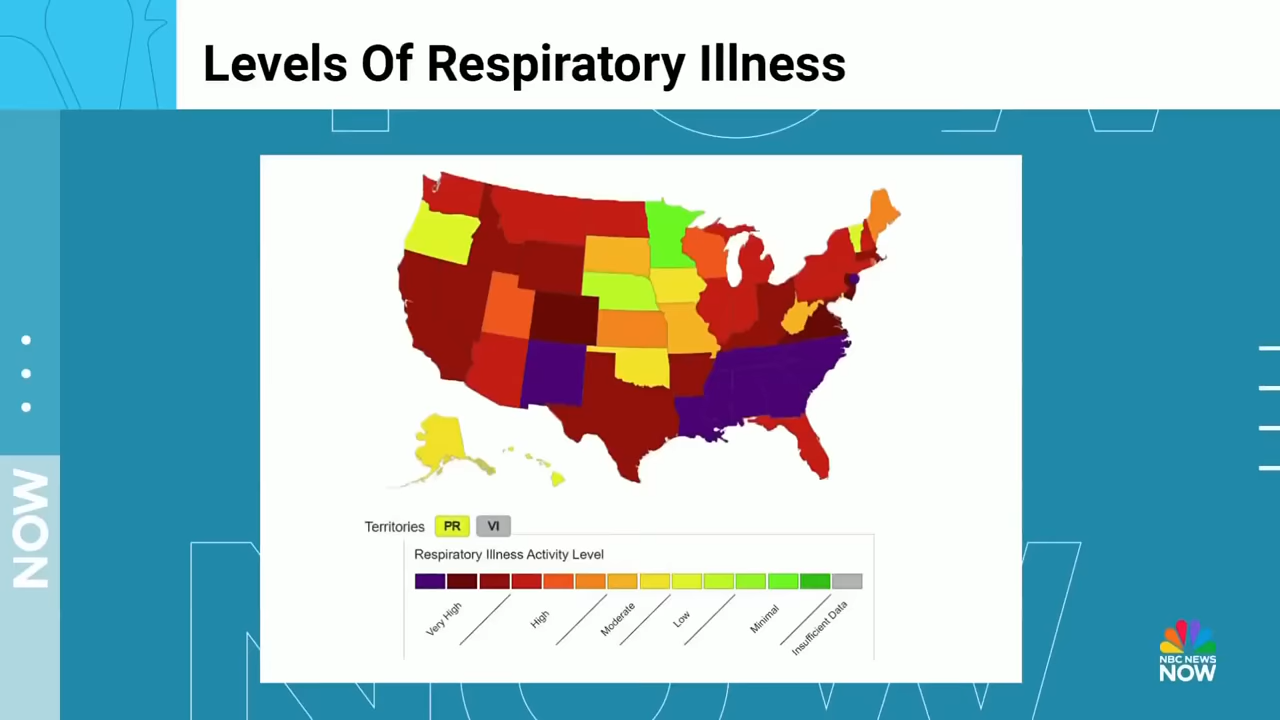 Levels Of Respiratory Illness
NOW
Territories PR VI
Respiratory Illness Activity Level
Very High
High
Moderate
Low
Minimal
Insufficient Data
NBC NEWS
NOW